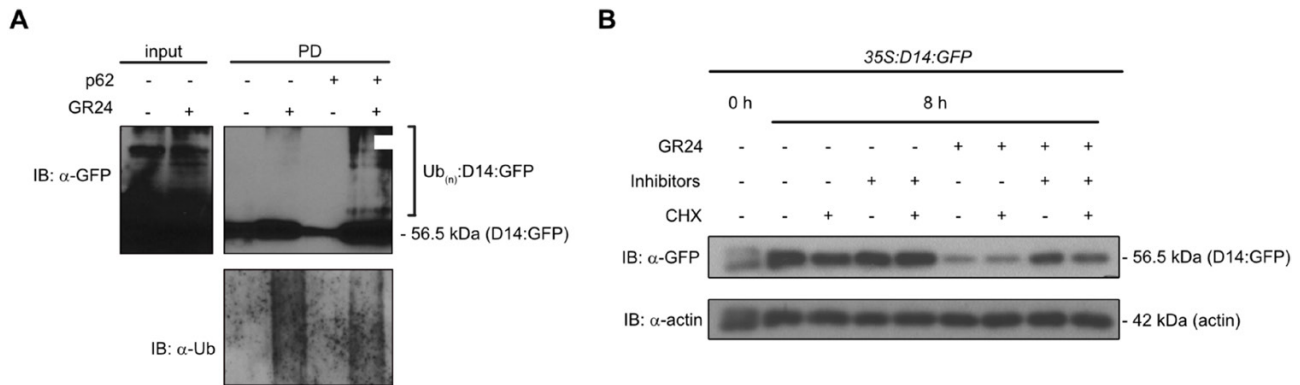 A
input PD
p62 - - + +
GR24 - + - + - +
IB: α-GFP
Ub(n):D14:GFP
- 56.5 kDa (D14:GFP)
IB: α-Ub
B
35S:D14:GFP
0 h 8 h
GR24 - - - - - + + + +
Inhibitors - - - + + - - + +
CHX - - + - + - + - +
IB: α-GFP - 56.5 kDa (D14:GFP)
IB: α-actin - 42 kDa (actin)